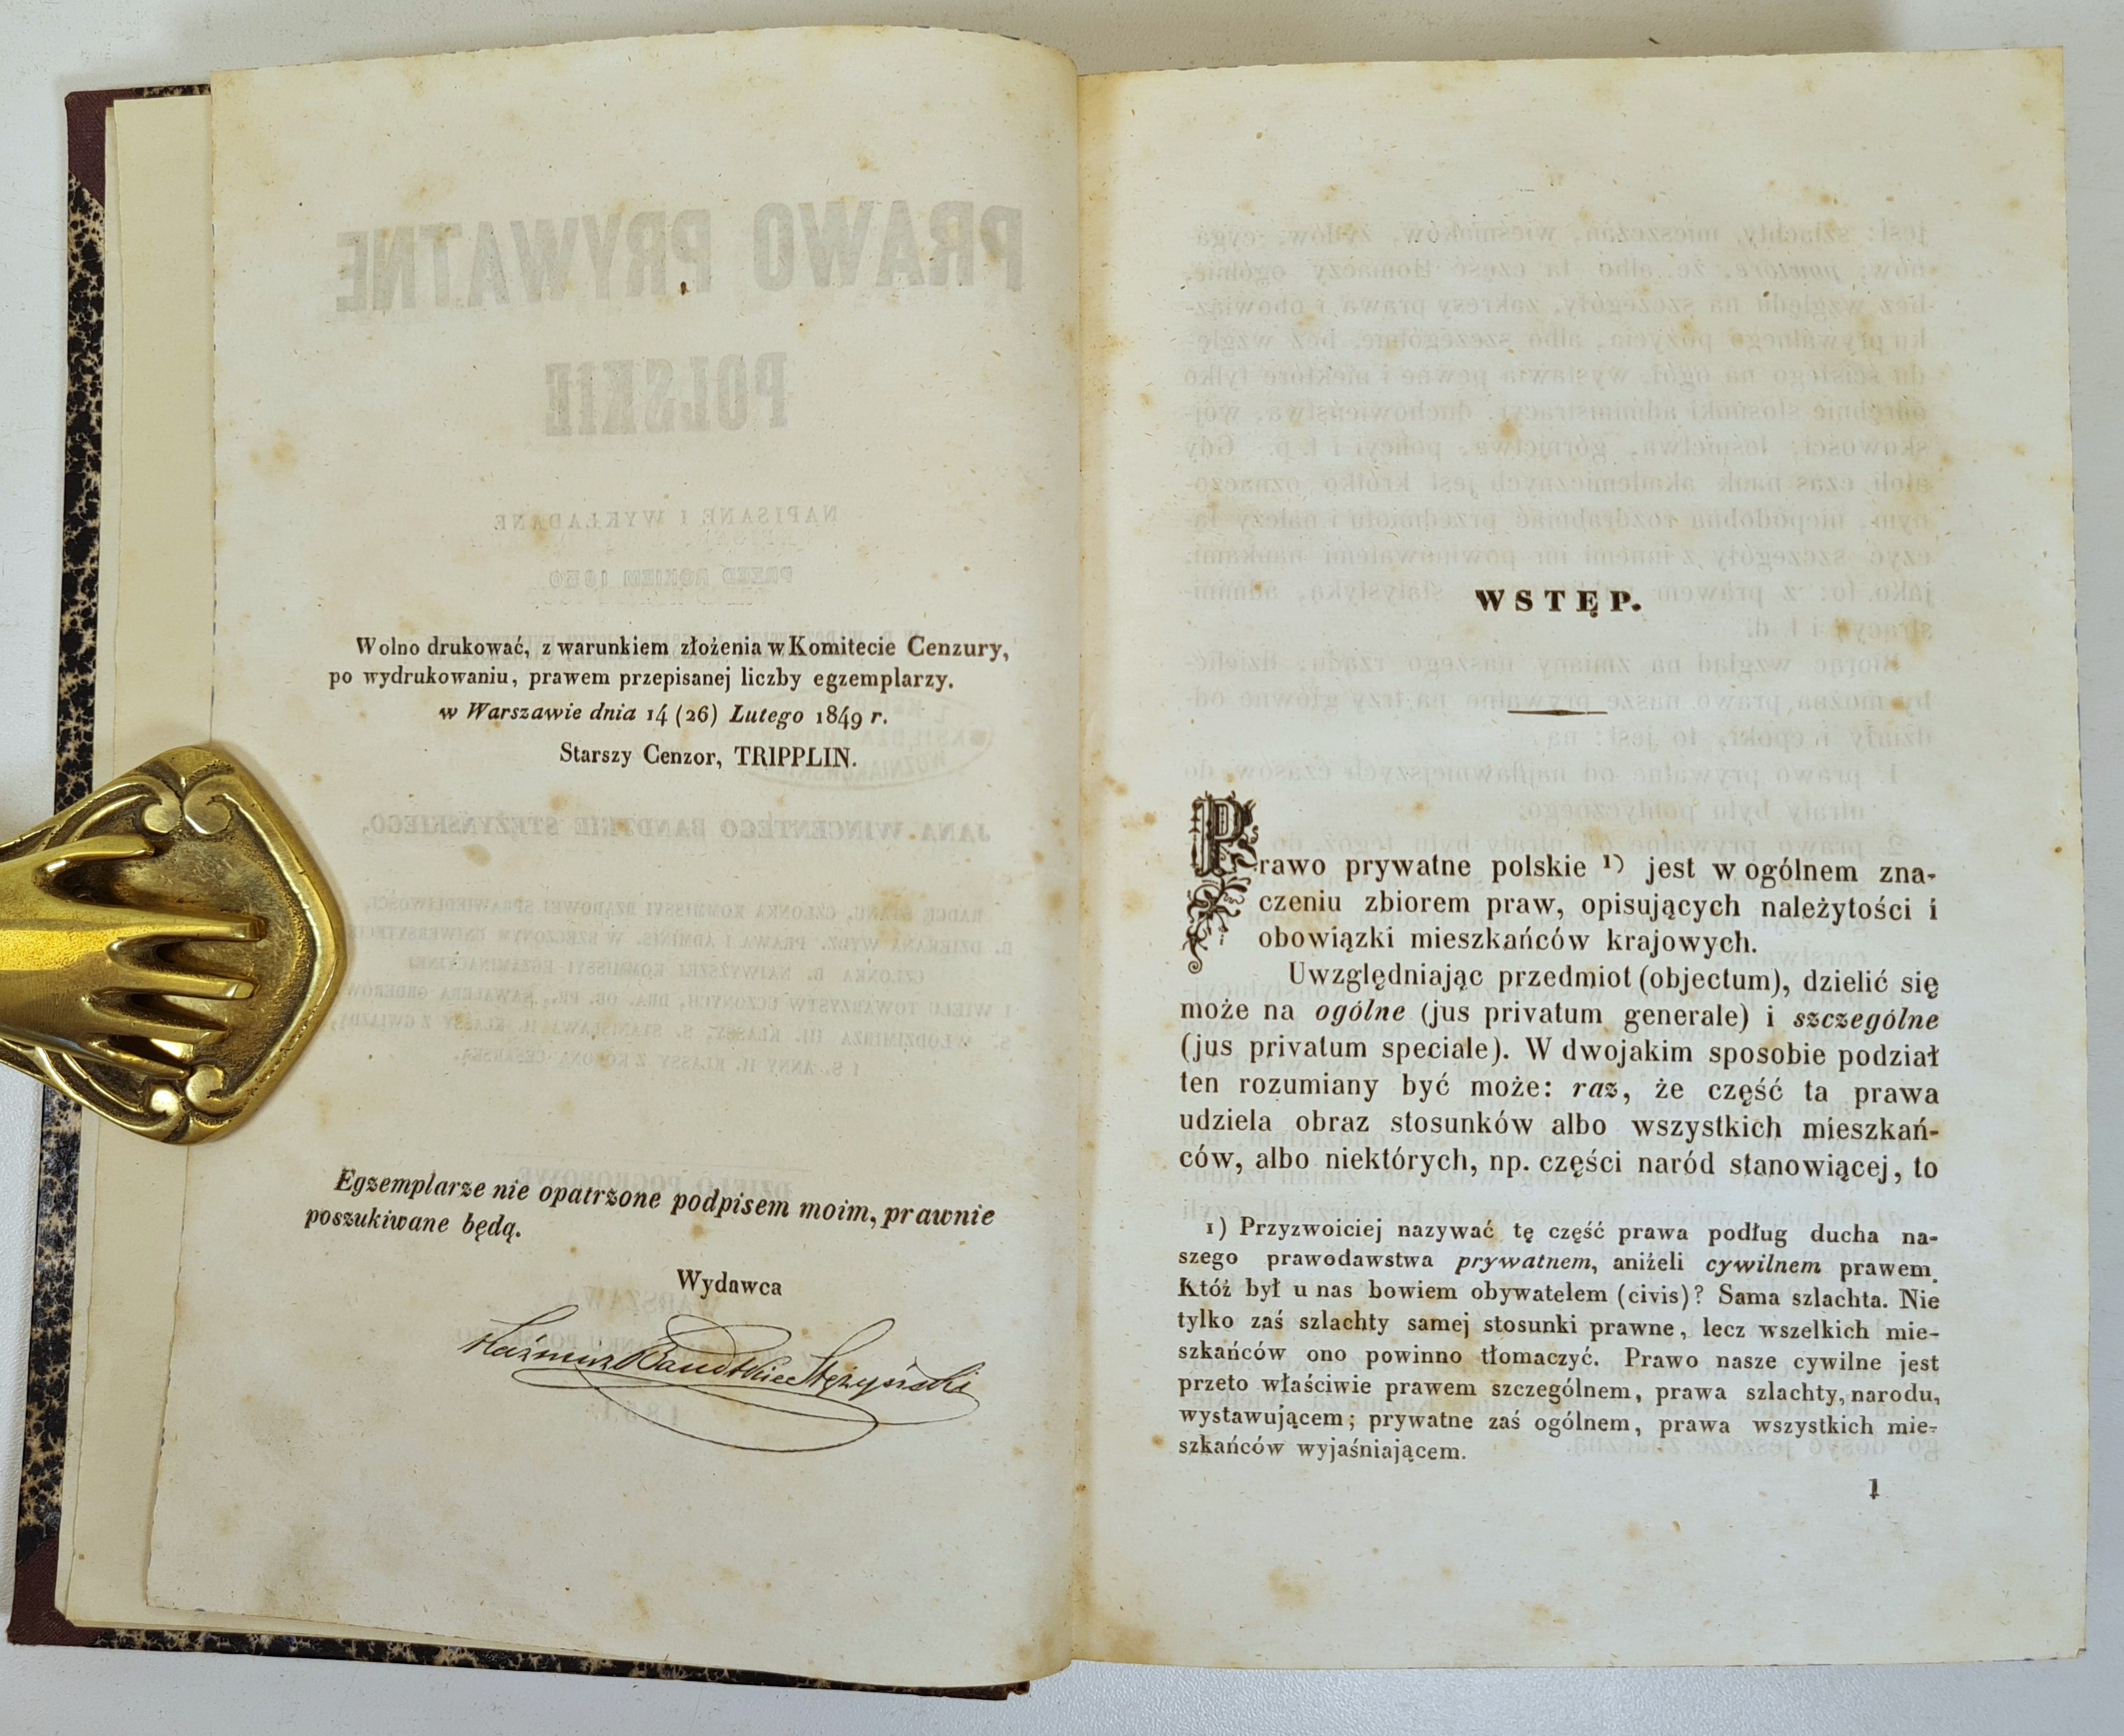 Wolno drukować, z warunkiem złożenia w Komitecie Cenzury,
po wydrukowaniu, prawem przepisanej liczby egzemplarzy.
w Warszawie dnia 14 (26) Lutego 1849 r.
Starszy Cenzor, TRIPPLIN.
Egzemplarze nie opatrzone podpisem moim, prawnie
poszukiwane będą.
Wydawca
Kaźmirz Bandtkie Stężyński
WSTĘP.
Prawo prywatne polskie 1) jest w ogólnem zna-
czeniu zbiorem praw, opisujących należytości i
obowiązki mieszkańców krajowych.
Uwzględniając przedmiot (objectum), dzielić się
może na ogólne (jus privatum generale) i szczególne
(jus privatum speciale). W dwojakim sposobie podział
ten rozumiany być może: raz, że część ta prawa
udziela obraz stosunków albo wszystkich mieszkań-
ców, albo niektórych, np. części naród stanowiącej, to
1) Przyzwoiciej nazywać tę część prawa podług ducha na-
szego prawodawstwa prywatnem, aniżeli cywilnem prawem.
Któż był u nas bowiem obywatelem (civis)? Sama szlachta. Nie
tylko zaś szlachty samej stosunki prawne, lecz wszelkich mie-
szkańców ono powinno tłomaczyć. Prawo nasze cywilne jest
przeto właściwie prawem szczególnem, prawa szlachty, narodu,
wystawującem; prywatne zaś ogólnem, prawa wszystkich mie-
szkańców wyjaśniającem.
1